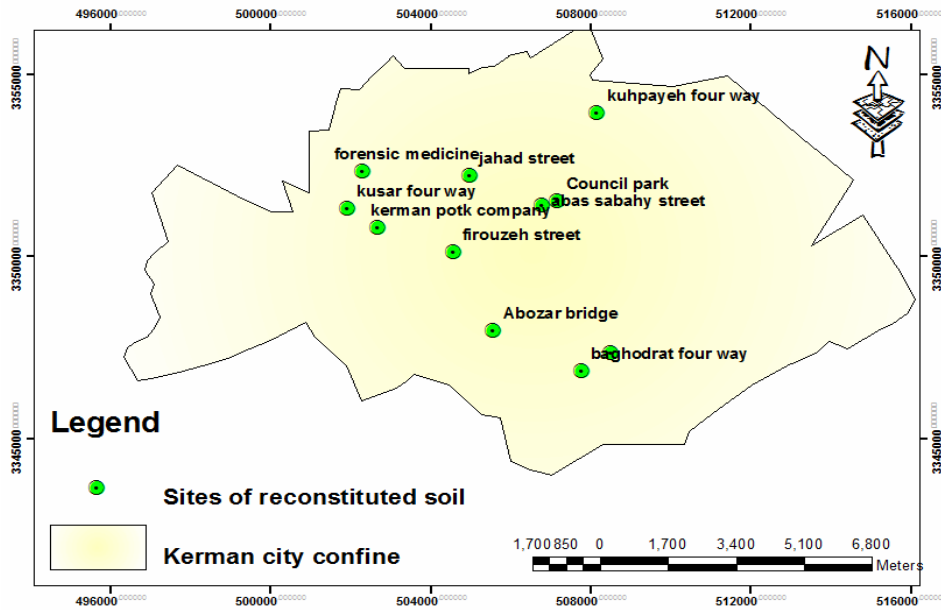 496000 500000 504000 508000 512000 516000
N
3355000 3355000
kuhpayeh four way
forensic medicine
jahad street
kusar four way
Council park
abas sabahy street
kerman potk company
firouzeh street
3350000 3350000
Abozar bridge
baghodrat four way
Legend
3345000 3345000
Sites of reconstituted soil
Kerman city confine
1,700 850 0 1,700 3,400 5,100 6,800
Meters
496000 500000 504000 508000 512000 516000